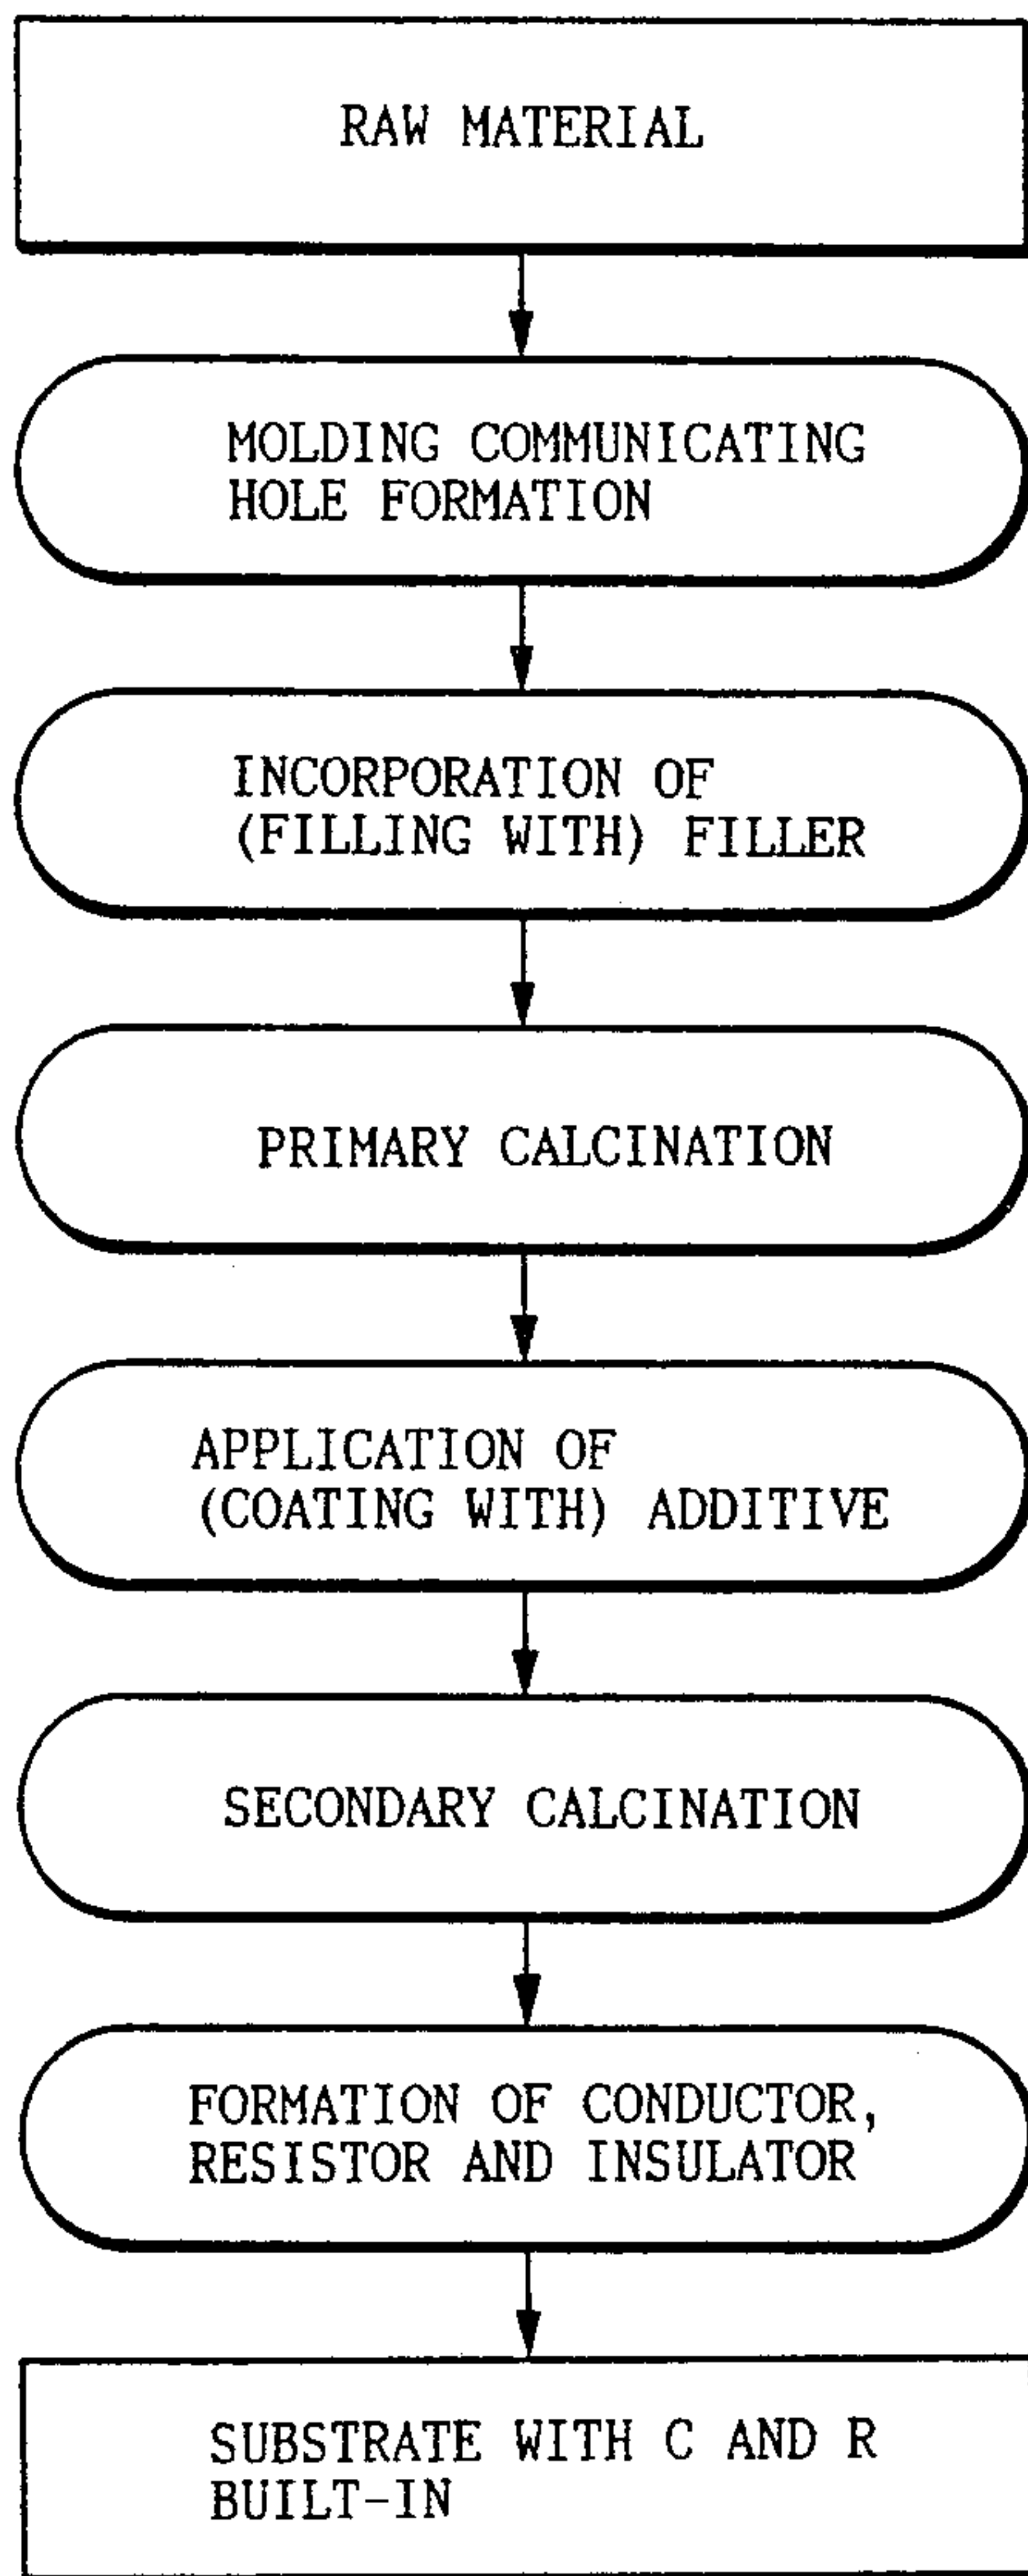 RAW MATERIAL
MOLDING COMMUNICATING
HOLE FORMATION
INCORPORATION OF
(FILLING WITH) FILLER
PRIMARY CALCINATION
APPLICATION OF
(COATING WITH) ADDITIVE
SECONDARY CALCINATION
FORMATION OF CONDUCTOR,
RESISTOR AND INSULATOR
SUBSTRATE WITH C AND R
BUILT-IN